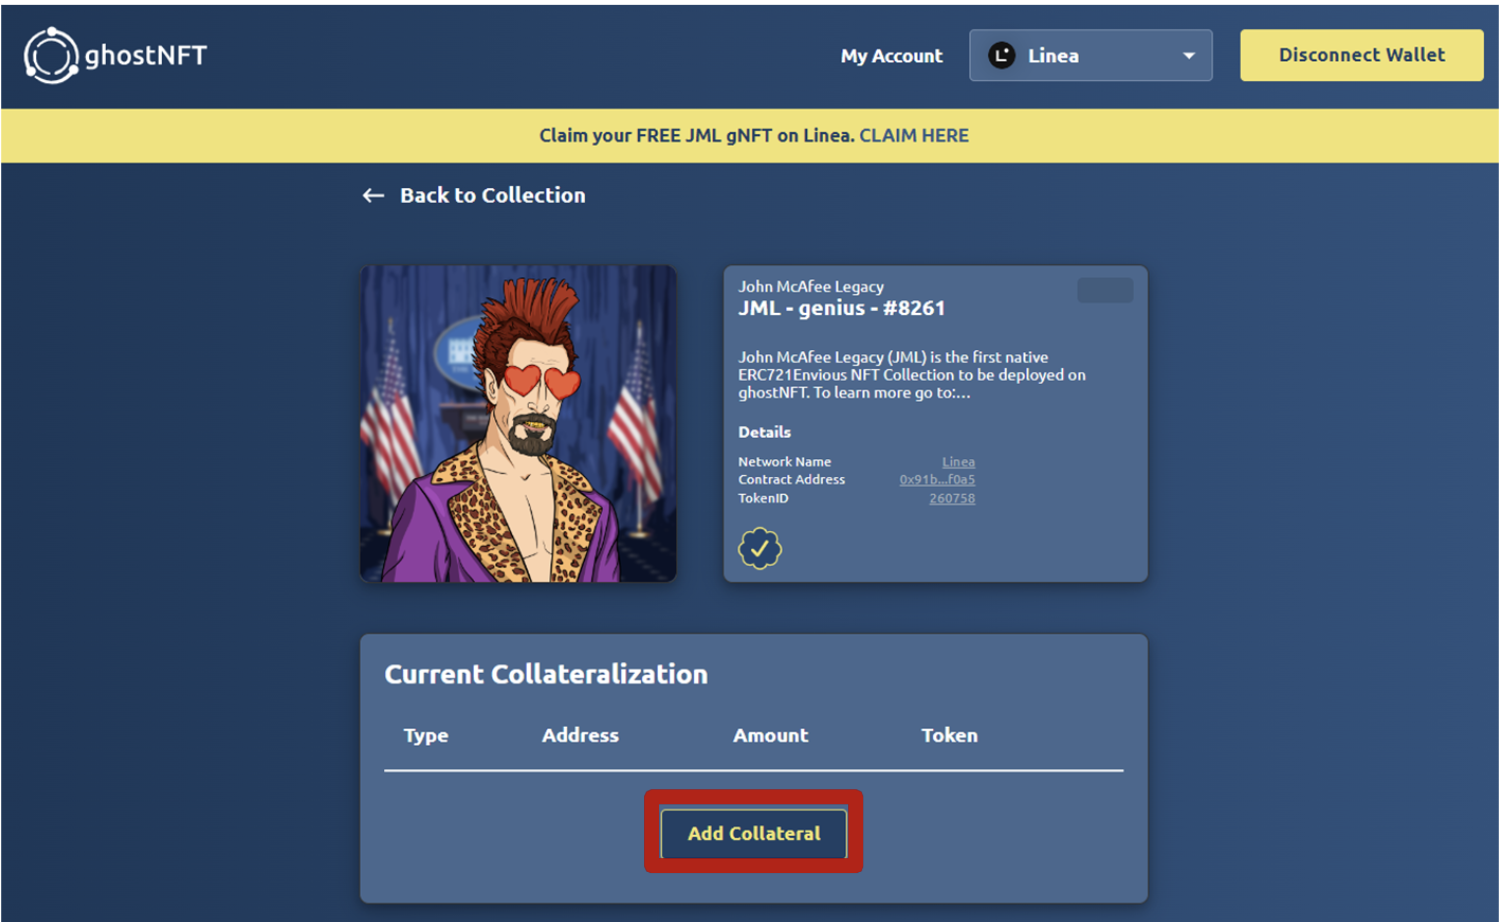 ghostNFT
My Account
Linea
Disconnect Wallet
Claim your FREE JML gNFT on Linea. CLAIM HERE
← Back to Collection
John McAfee Legacy
JML - genius - #8261
John McAfee Legacy (JML) is the first native
ERC721Envious NFT Collection to be deployed on
ghostNFT. To learn more go to:...
Details
Network Name Linea
Contract Address 0x91b...f0a5
TokenID 260758
Current Collateralization
Type Address Amount Token
Add Collateral